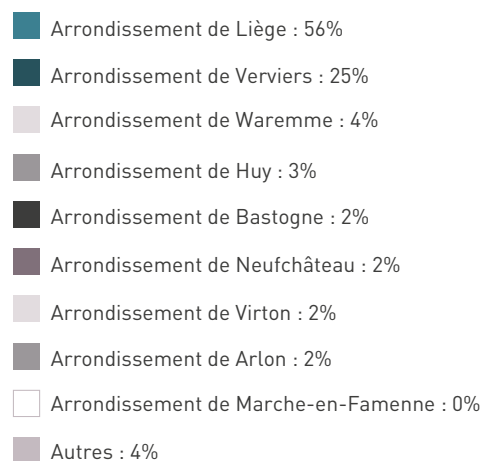 Arrondissement de Liège : 56%
Arrondissement de Verviers : 25%
Arrondissement de Waremme : 4%
Arrondissement de Huy : 3%
Arrondissement de Bastogne : 2%
Arrondissement de Neufchâteau : 2%
Arrondissement de Virton : 2%
Arrondissement de Arlon : 2%
Arrondissement de Marche-en-Famenne : 0%
Autres : 4%